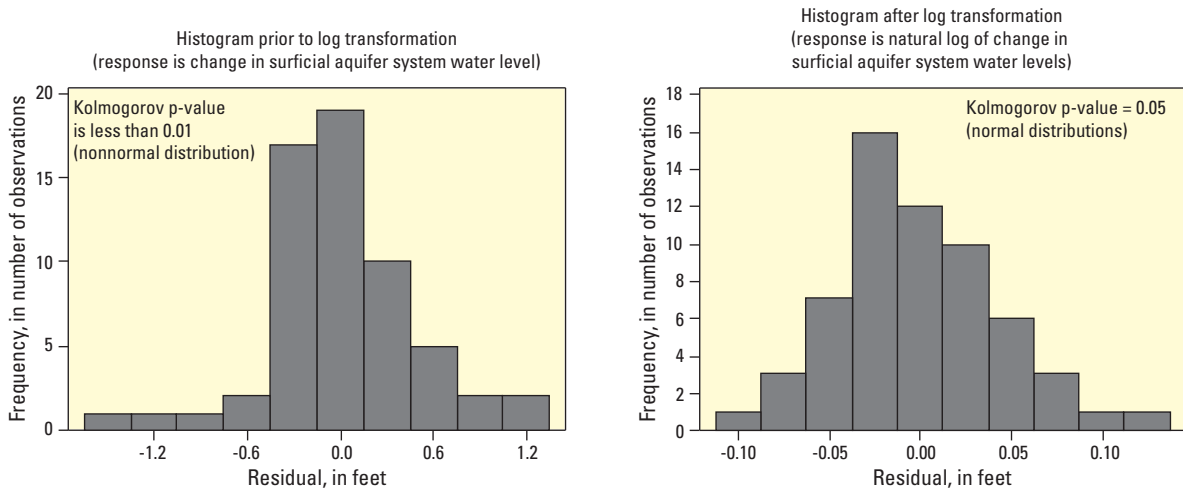 Histogram prior to log transformation
(response is change in surficial aquifer system water level)
Kolmogorov p-value
is less than 0.01
(nonnormal distribution)
Frequency, in number of observations
20
15
10
5
0
-1.2 -0.6 0.0 0.6 1.2
Residual, in feet
Histogram after log transformation
(response is natural log of change in
surficial aquifer system water levels)
Kolmogorov p-value = 0.05
(normal distributions)
Frequency, in number of observations
18
16
14
12
10
8
6
4
2
0
-0.10 -0.05 0.00 0.05 0.10
Residual, in feet